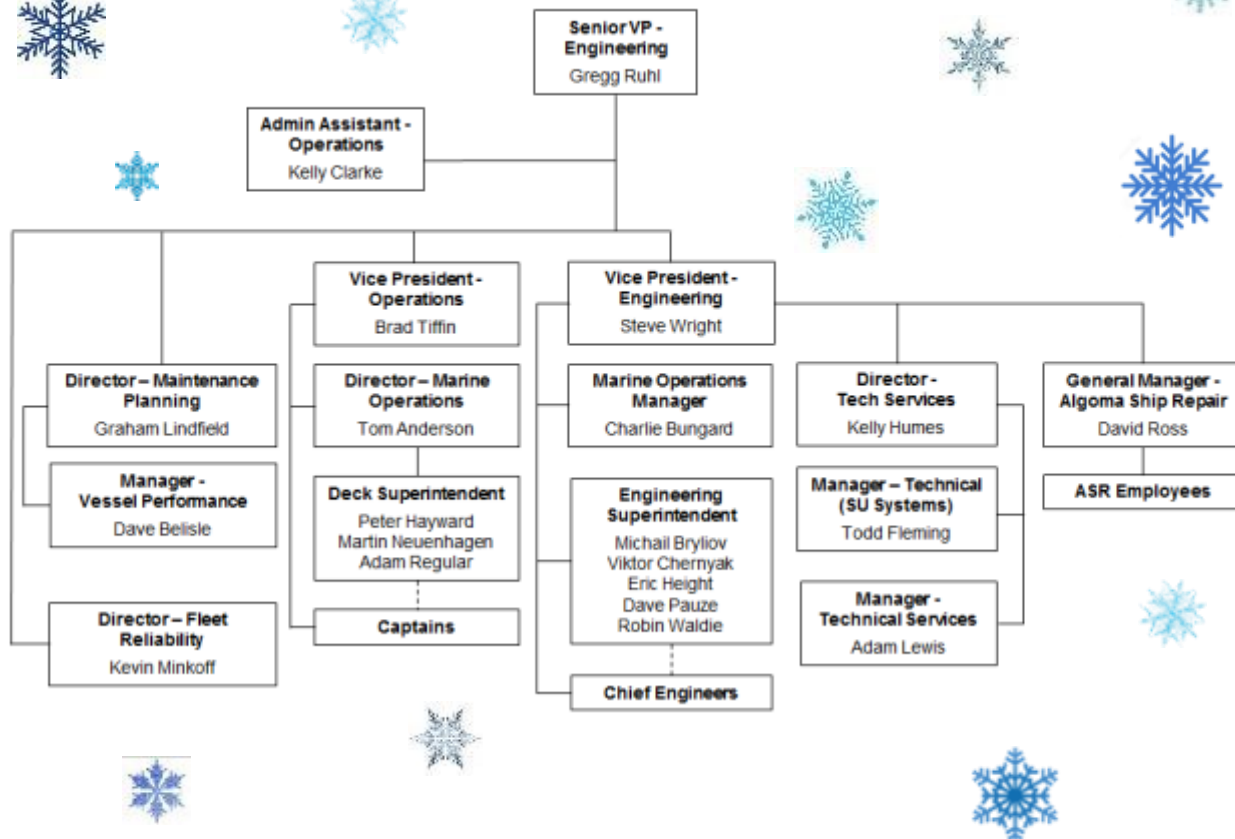 Senior VP -
Engineering
Gregg Ruhl
Admin Assistant -
Operations
Kelly Clarke
Vice President -
Operations
Brad Tiffin
Vice President -
Engineering
Steve Wright
Director – Maintenance
Planning
Graham Lindfield
Director – Marine
Operations
Tom Anderson
Marine Operations
Manager
Charlie Bungard
Director -
Tech Services
Kelly Humes
General Manager -
Algoma Ship Repair
David Ross
Manager -
Vessel Performance
Dave Belisle
Deck Superintendent
Peter Hayward
Martin Neuenhagen
Adam Regular
Engineering
Superintendent
Michail Bryliov
Viktor Chernyak
Eric Height
Dave Pauze
Robin Waldie
Manager – Technical
(SU Systems)
Todd Fleming
ASR Employees
Director – Fleet
Reliability
Kevin Minkoff
Captains
Manager -
Technical Services
Adam Lewis
Chief Engineers